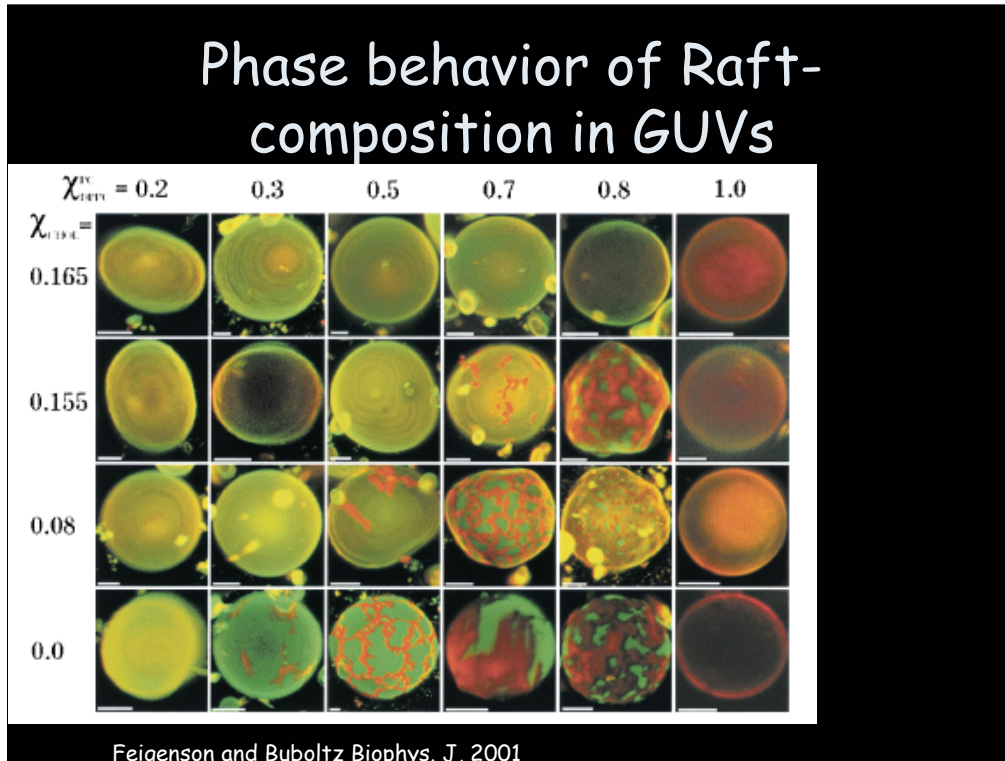 Phase behavior of Raft-
composition in GUVs
χ = 0.2 0.3 0.5 0.7 0.8 1.0
χ CHOL =
0.165
0.155
0.08
0.0
Feigenson and Buboltz Biophys. J. 2001